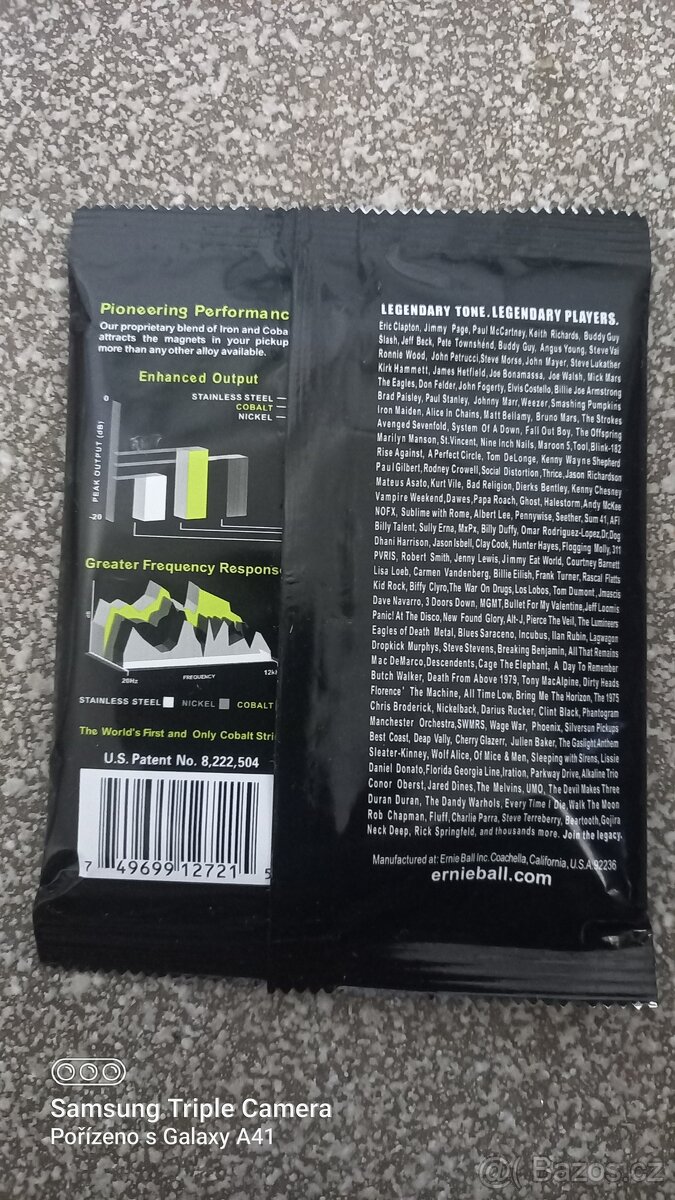 Pioneering Performanc
Our proprietary blend of Iron and Coba
attracts the magnets in your pickup
more than any other alloy available.
Enhanced Output
STAINLESS STEEL
COBALT
NICKEL
0
PEAK OUTPUT (dB)
-20
Greater Frequency Respons
dB
20Hz
FREQUENCY
12k
STAINLESS STEEL
NICKEL
COBALT
The World's First and Only Cobalt Stri
U.S. Patent No. 8,222,504
7 49699 12721 5
LEGENDARY TONE. LEGENDARY PLAYERS.
Eric Clapton, Jimmy Page, Paul McCartney, Keith Richards, Buddy Guy
Slash, Jeff Beck, Pete Townshénd, Buddy Guy, Angus Young, Steve Vai
Ronnie Wood, John Petrucci,Steve Morse, John Mayer, Steve Lukather
Kirk Hammett, James Hetfield, Joe Bonamassa, Joe Walsh, Mick Mars
The Eagles, Don Felder, John Fogerty, Elvis Costello, Billie Joe Armstrong
Brad Paisley, Paul Stanley, Johnny Marr, Weezer, Smashing Pumpkins
Iron Maiden, Alice in Chains, Matt Bellamy, Bruno Mars, The Strokes
Avenged Sevenfold, System Of A Down, Fall Out Boy, The Offspring
Marilyn Manson, St.Vincent, Nine Inch Nails, Maroon 5,Tool,Blink-182
Rise Against, A Perfect Circle, Tom DeLonge, Kenny Wayne Shepherd
Paul Gilbert, Rodney Crowell, Social Distortion, Thrice, Jason Richardson
Mateus Asato, Kurt Vile, Bad Religion, Dierks Bentley, Kenny Chesney
Vampire Weekend, Dawes, Papa Roach, Ghost, Halestorm, Andy McKee
NOFX, Sublime with Rome, Albert Lee, Pennywise, Seether, Sum 41, AFI
Billy Talent, Sully Erna, MxPx, Billy Duffy, Omar Rodriguez-Lopez,Dr.Dog
Dhani Harrison, Jason Isbell, Clay Cook, Hunter Hayes, Flogging Molly, 311
PVRIS, Robert Smith, Jenny Lewis, Jimmy Eat World, Courtney Barnett
Lisa Loeb, Carmen Vandenberg, Billie Eilish, Frank Turner, Rascal Flatts
Kid Rock, Biffy Clyro,The War On Drugs, Los Lobos, Tom Dumont, Jmascis
Dave Navarro, 3 Doors Down, MGMT,Bullet For My Valentine,Jeff Loomis
Panic! At The Disco, New Found Glory, Alt-J, Pierce The Veil, The Lumineers
Eagles of Death Metal, Blues Saraceno, Incubus, Ilan Rubin, Lagwagon
Dropkick Murphys, Steve Stevens, Breaking Benjamin, All That Remains
Mac DeMarco, Descendents, Cage The Elephant, A Day To Remember
Butch Walker, Death From Above 1979, Tony MacAlpine, Dirty Heads
Florence' The Machine, All Time Low, Bring Me The Horizon, The 1975
Chris Broderick, Nickelback, Darius Rucker, Clint Black, Phantogram
Manchester Orchestra,SWMRS, Wage War, Phoenix, Silversun Pickups
Best Coast, Deap Vally, Cherry Glazerr, Julien Baker, The Gaslight Anthem
Sleater-Kinney, Wolf Alice, Of Mice & Men, Sleeping with Sirens, Lissie
Daniel Donato, Florida Georgia Line, Iration, Parkway Drive, Alkaline Trio
Conor Oberst, Jared Dines, The Melvins, UMO, The Devil Makes Three
Duran Duran, The Dandy Warhols, Every Time I Die, Walk The Moon
Rob Chapman, Fluff, Charlie Parra, Steve Terreberry, Beartooth, Gojira
Neck Deep, Rick Springfeld, and thousands more. Join the legacy.
Manufactured at: Ernie Ball Inc. Coachella, California, U.S.A. 92236
ernieball.com
Samsung Triple Camera
Pořízeno s Galaxy A41
@( Bazos.cz